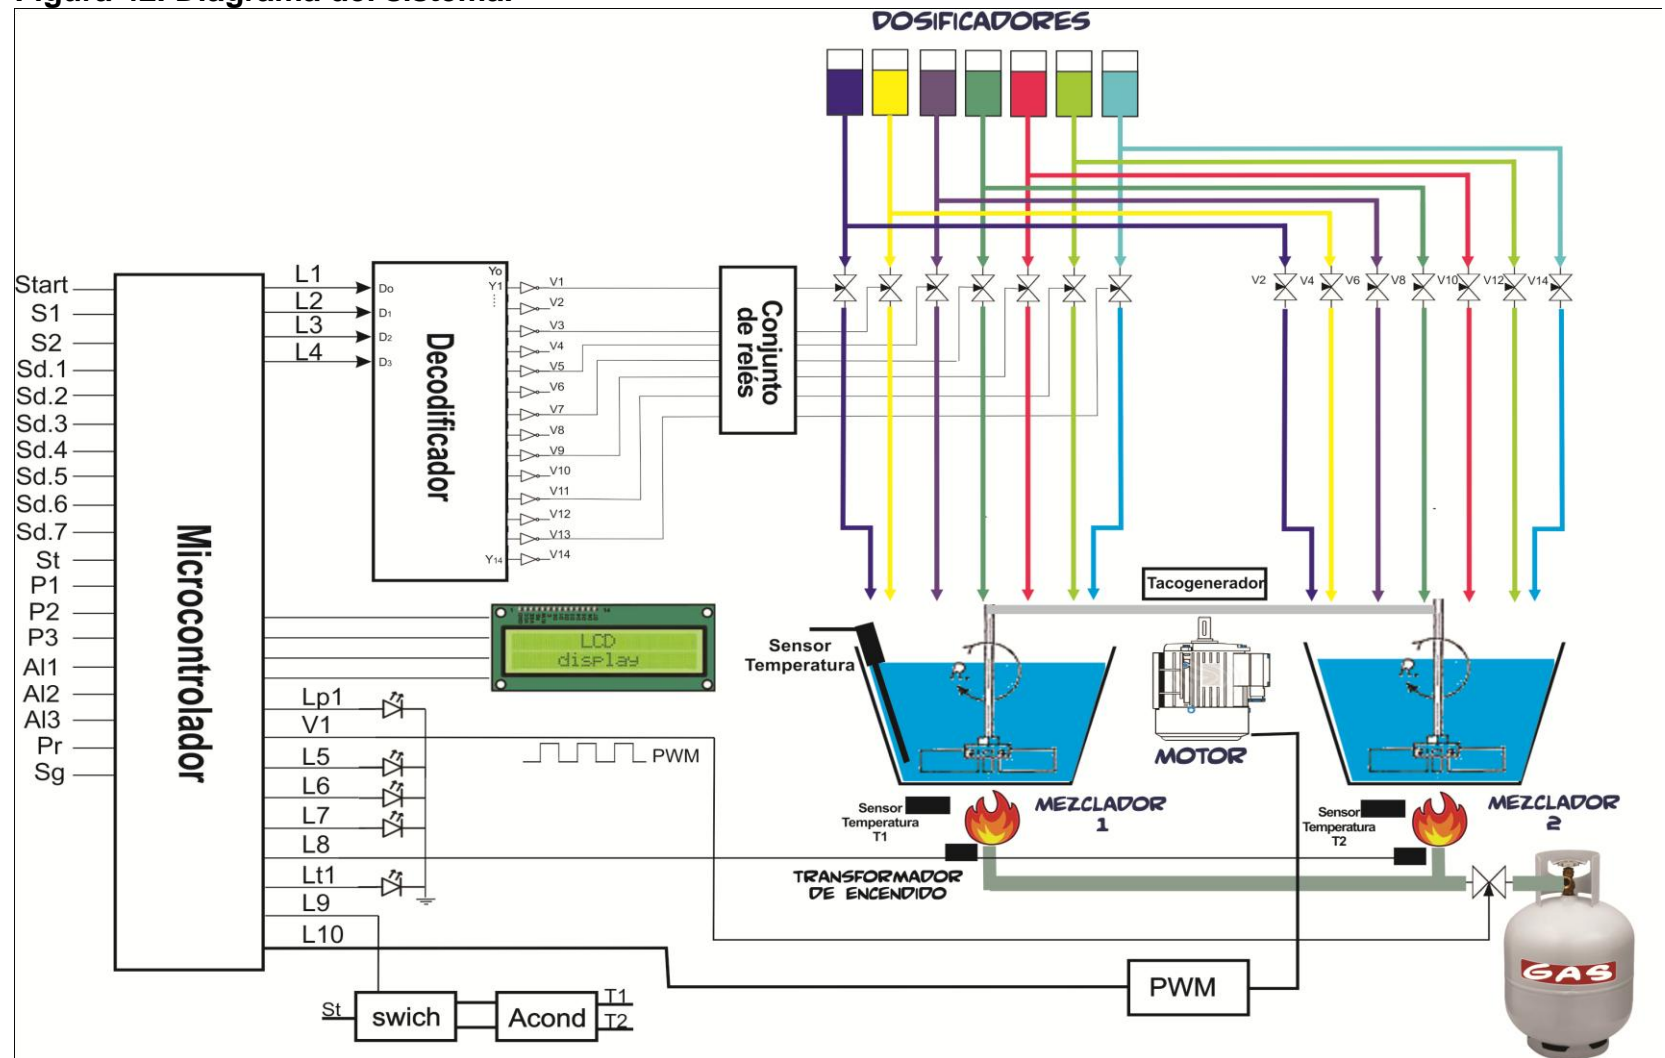 Figura 42. Diagrama del sistema.
DOSIFICADORES
Start
S1
S2
Sd.1
Sd.2
Sd.3
Sd.4
Sd.5
Sd.6
Sd.7
St
P1
P2
P3
Al1
Al2
Al3
Pr
Sg
Microcontrolador
L1
L2
L3
L4
Do
D1
D2
D3
Decodificador
Yo
Y1
Y14
V1
V2
V3
V4
V5
V6
V7
V8
V9
V10
V11
V12
V13
V14
Conjunto
de relés
V2
V4
V6
V8
V10
V12
V14
LCD
display
Lp1
V1
L5
L6
L7
L8
Lt1
L9
L10
PWM
Tacogenerador
Sensor
Temperatura
MOTOR
Sensor
Temperatura
T1
MEZCLADOR
1
Sensor
Temperatura
T2
MEZCLADOR
2
TRANSFORMADOR
DE ENCENDIDO
GAS
PWM
St
swich
Acond
T1
T2